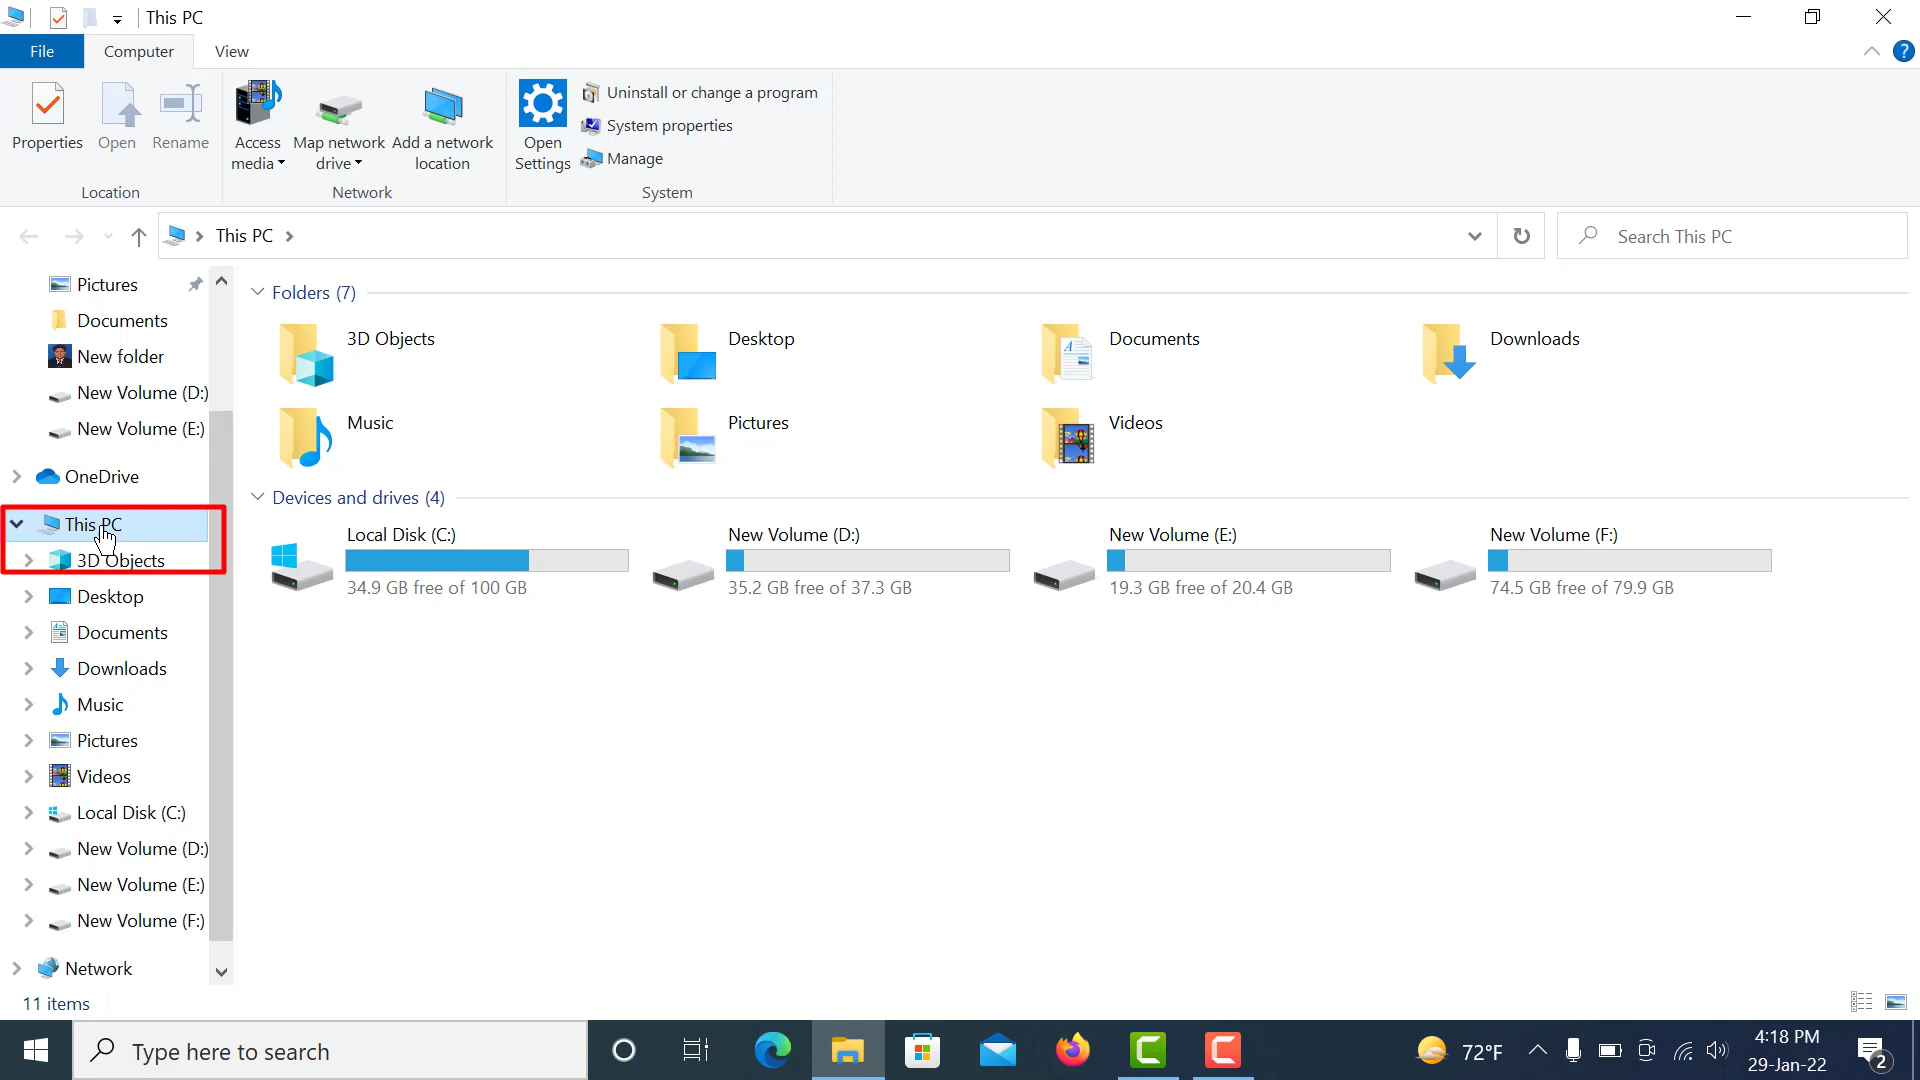 This PC
File
Computer
View
Properties
Open
Rename
Access
media
Map network
drive
Add a network
location
Open
Settings
Uninstall or change a program
System properties
Manage
Location
Network
System
This PC
Search This PC
Pictures
Documents
New folder
New Volume (D:)
New Volume (E:)
OneDrive
This PC
3D Objects
Desktop
Documents
Downloads
Music
Pictures
Videos
Local Disk (C:)
New Volume (D:)
New Volume (E:)
New Volume (F:)
Network
Folders (7)
3D Objects
Desktop
Documents
Downloads
Music
Pictures
Videos
Devices and drives (4)
Local Disk (C:)
34.9 GB free of 100 GB
New Volume (D:)
35.2 GB free of 37.3 GB
New Volume (E:)
19.3 GB free of 20.4 GB
New Volume (F:)
74.5 GB free of 79.9 GB
11 items
Type here to search
72°F
4:18 PM
29-Jan-22
2